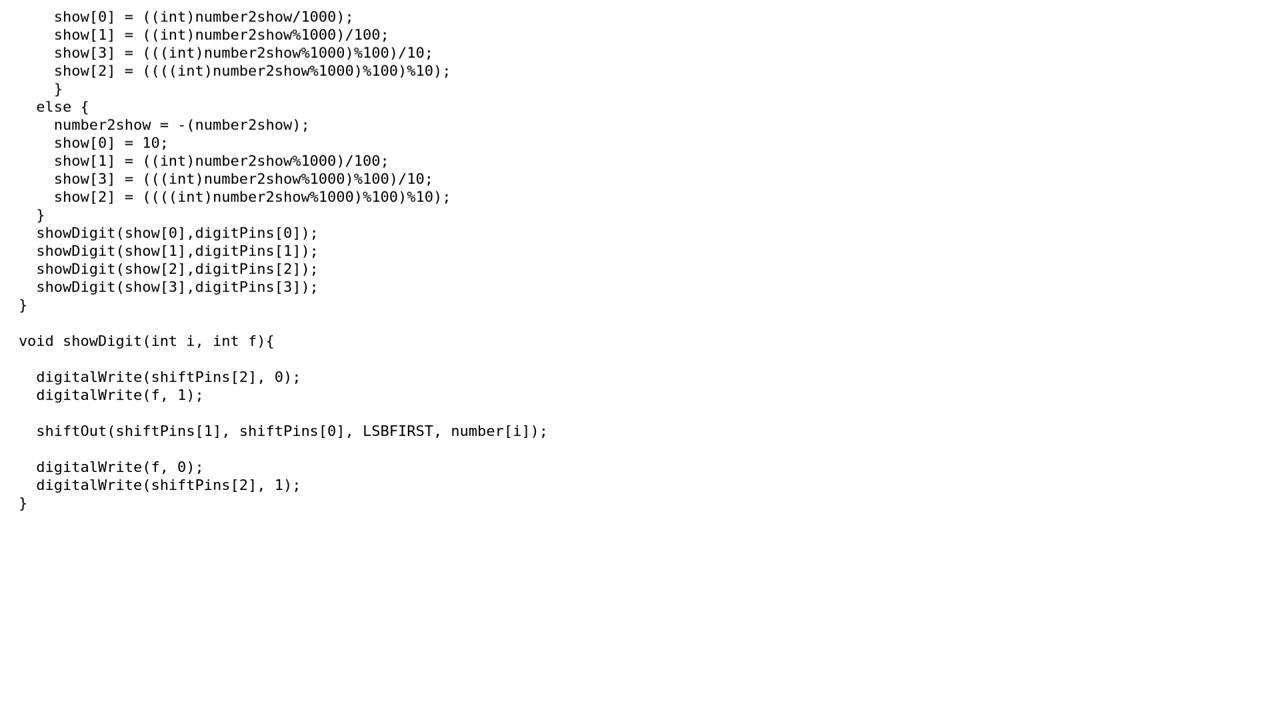 show[0] = ((int)number2show/1000);
show[1] = ((int)number2show%1000)/100;
show[3] = (((int)number2show%1000)%100)/10;
show[2] = ((((int)number2show%1000)%100)%10);
}
else {
number2show = -(number2show);
show[0] = 10;
show[1] = ((int)number2show%1000)/100;
show[3] = (((int)number2show%1000)%100)/10;
show[2] = ((((int)number2show%1000)%100)%10);
}
showDigit(show[0],digitPins[0]);
showDigit(show[1],digitPins[1]);
showDigit(show[2],digitPins[2]);
showDigit(show[3],digitPins[3]);
}
void showDigit(int i, int f){
digitalWrite(shiftPins[2], 0);
digitalWrite(f, 1);
shiftOut(shiftPins[1], shiftPins[0], LSBFIRST, number[i]);
digitalWrite(f, 0);
digitalWrite(shiftPins[2], 1);
}